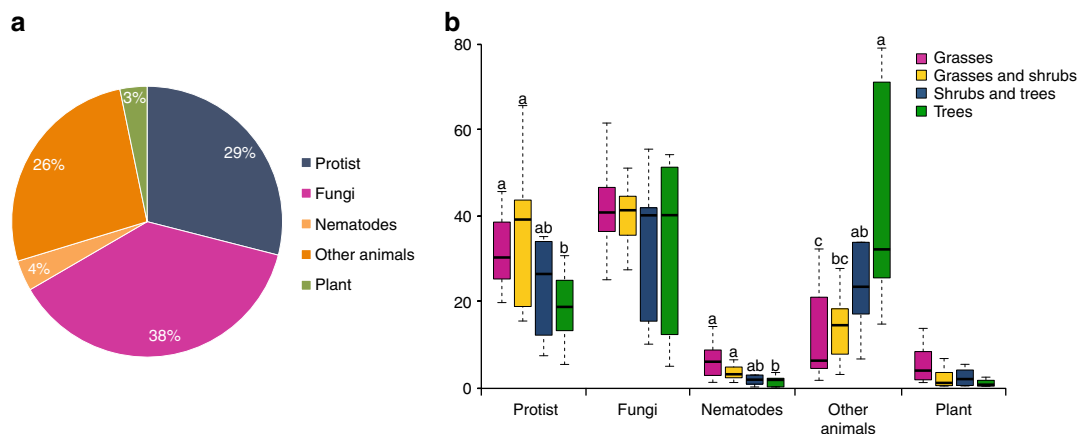 a
3%
29%
26%
4%
38%
Protist
Fungi
Nematodes
Other animals
Plant
b
80
60
40
20
0
a
a
ab
b
a
a
ab
b
c
bc
ab
a
Grasses
Grasses and shrubs
Shrubs and trees
Trees
Protist
Fungi
Nematodes
Other
animals
Plant